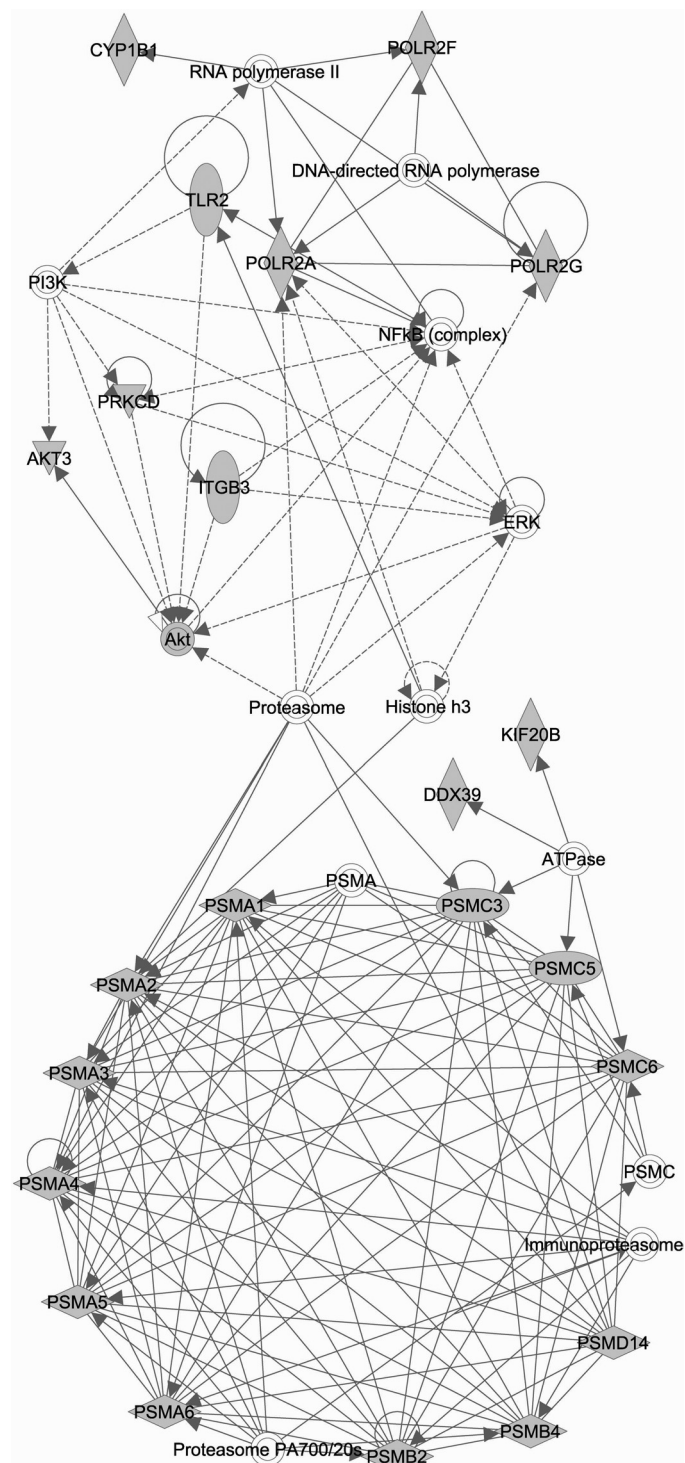 CYP1B1
POLR2F
RNA polymerase II
DNA-directed RNA polymerase
TLR2
POLR2A
POLR2G
PI3K
NFkB (complex)
PRKCD
AKT3
ITGB3
ERK
Akt
Proteasome
Histone h3
KIF20B
DDX39
ATPase
PSMA
PSMA1
PSMC3
PSMC5
PSMA2
PSMC6
PSMA3
PSMC
PSMA4
Immunoproteasome
PSMA5
PSMD14
PSMA6
PSMB4
Proteasome PA700/20s
PSMB2